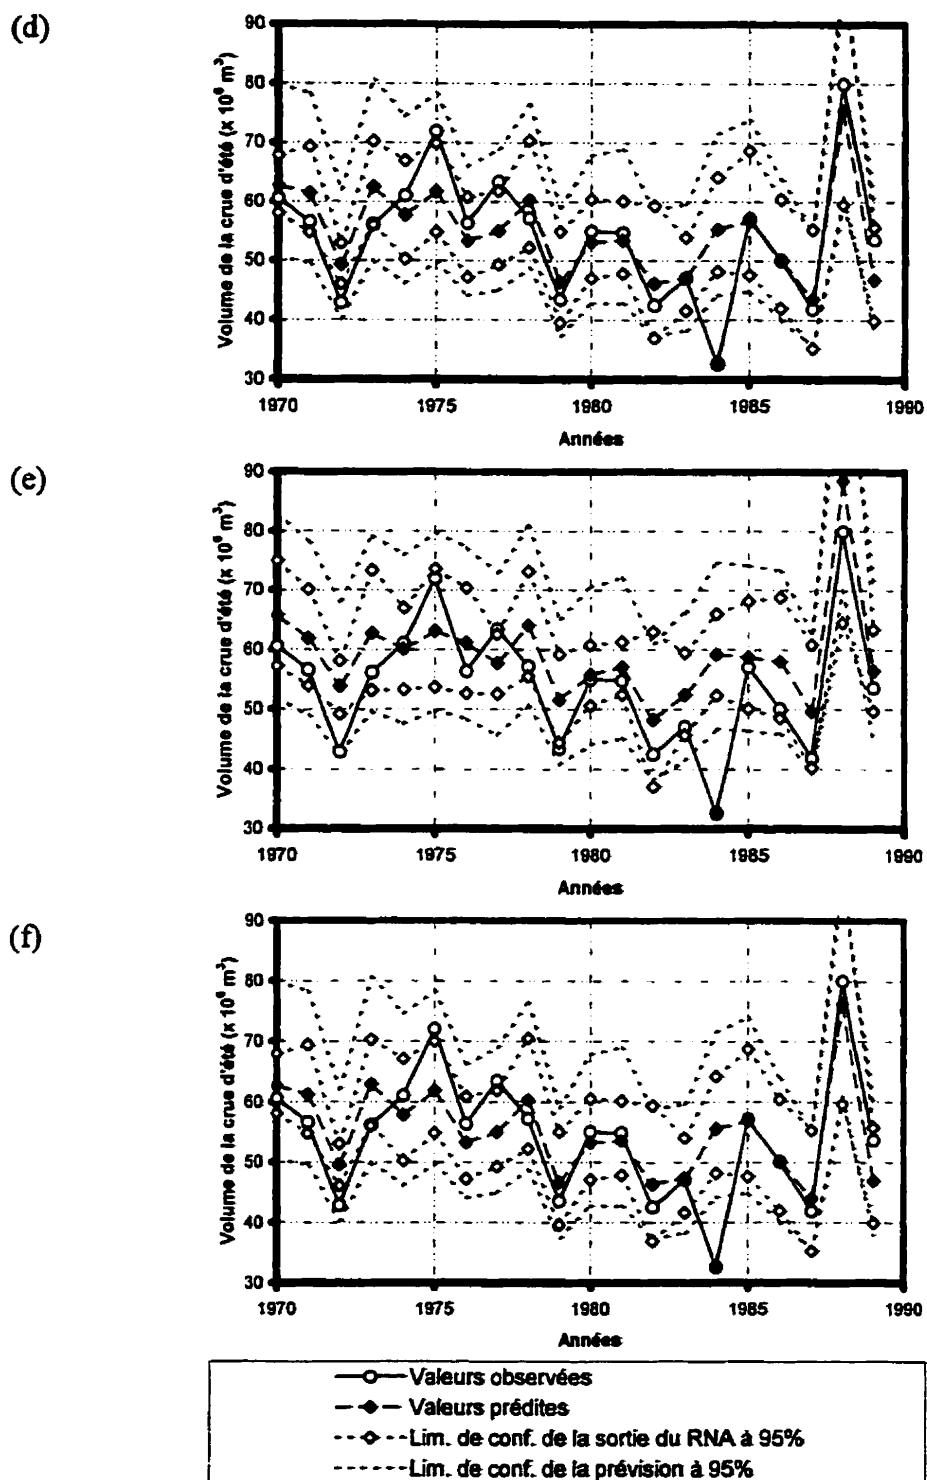 (d)
Volume de la crue d'été (x 10⁶ m³)
90
80
70
60
50
40
30
1970
1975
1980
1985
1990
Années
(e)
Volume de la crue d'été (x 10⁶ m³)
90
80
70
60
50
40
30
1970
1975
1980
1985
1990
Années
(f)
Volume de la crue d'été (x 10⁶ m³)
90
80
70
60
50
40
30
1970
1975
1980
1985
1990
Années
Valeurs observées
Valeurs prédites
Lim. de conf. de la sortie du RNA à 95%
Lim. de conf. de la prévision à 95%